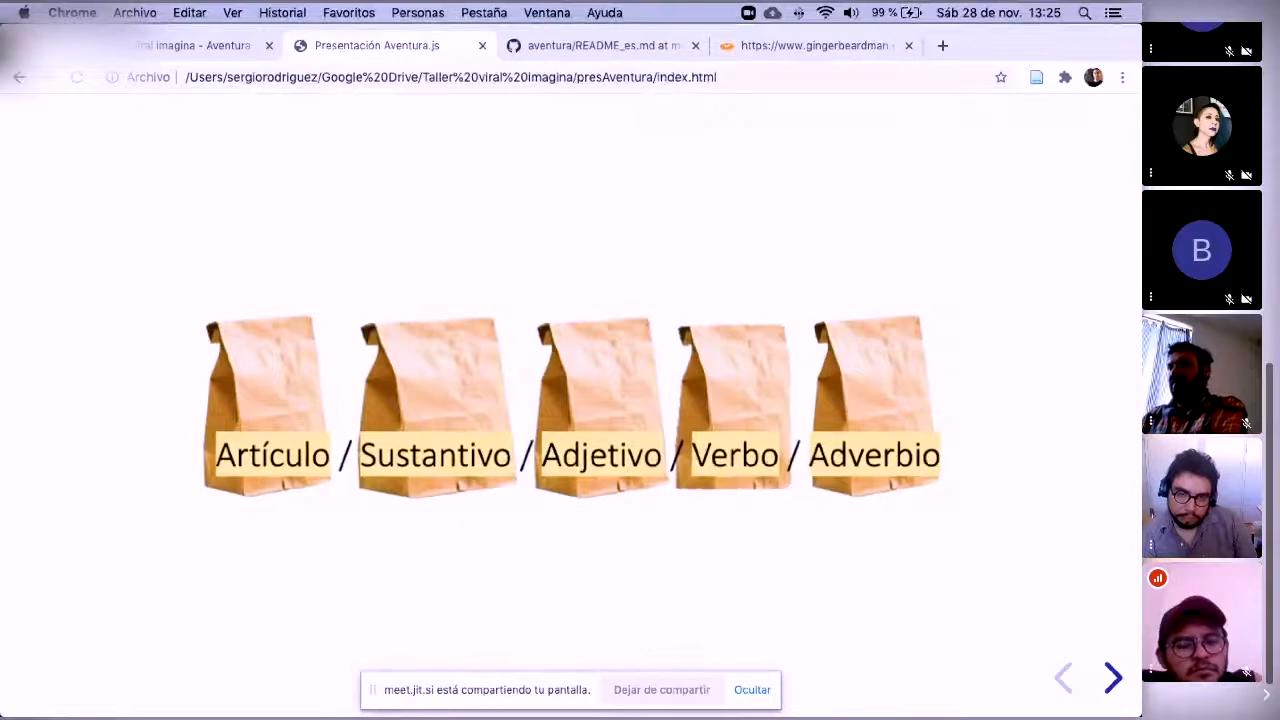 Chrome Archivo Editar Ver Historial Favoritos Personas Pestaña Ventana Ayuda 99 % Sáb 28 de nov. 13:25
ral imagina - Aventura Presentación Aventura.js aventura/README_es.md at m https://www.gingerbeardman
Archivo /Users/sergiorodriguez/Google%20Drive/Taller%20viral%20imagina/presAventura/index.html
B
Artículo / Sustantivo / Adjetivo / Verbo / Adverbio
meet.jit.si está compartiendo tu pantalla. Dejar de compartir Ocultar